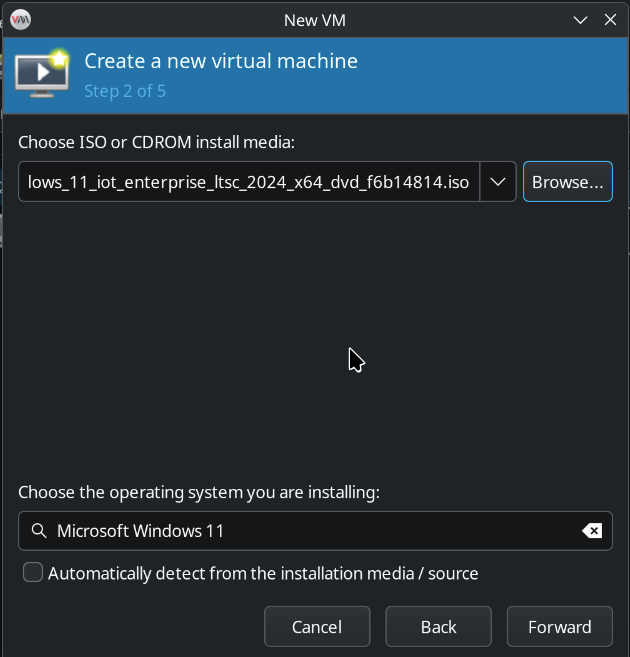 New VM
Create a new virtual machine
Step 2 of 5
Choose ISO or CDROM install media:
lows_11_iot_enterprise_ltsc_2024_x64_dvd_f6b14814.iso
Browse...
Choose the operating system you are installing:
Microsoft Windows 11
Automatically detect from the installation media / source
Cancel
Back
Forward